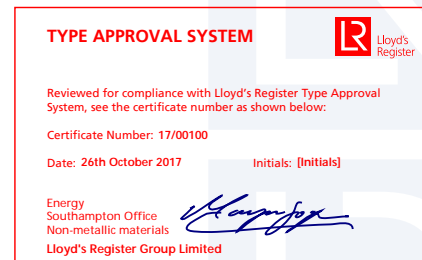 TYPE APPROVAL SYSTEM
Lloyd's
Register
Reviewed for compliance with Lloyd's Register Type Approval
System, see the certificate number as shown below:
Certificate Number: 17/00100
Date: 26th October 2017 Initials: [Initials]
Energy
Southampton Office
Non-metallic materials
Lloyd's Register Group Limited